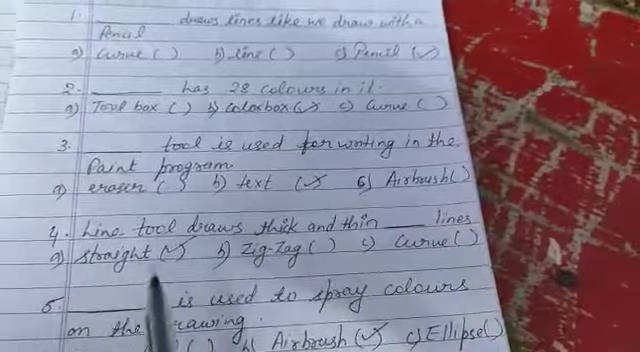 1. ______ draws lines like we draw with a
Pencil
a) Curve ( ) b) line ( ) c) Pencil (✓)
2. ______ has 28 colours in it.
a) Tool box ( ) b) colorbox (✓) c) Curve ( )
3. ______ tool is used for writing in the
Paint program.
a) eraser ( ) b) text (✓) c) Airbrush ( )
4. Line tool draws thick and thin ____ lines
a) straight (✓) b) Zig-Zag ( ) c) Curve ( )
5. ______ is used to spray colours
on the drawing.
( ) b) Airbrush (✓) c) Ellipse ( )